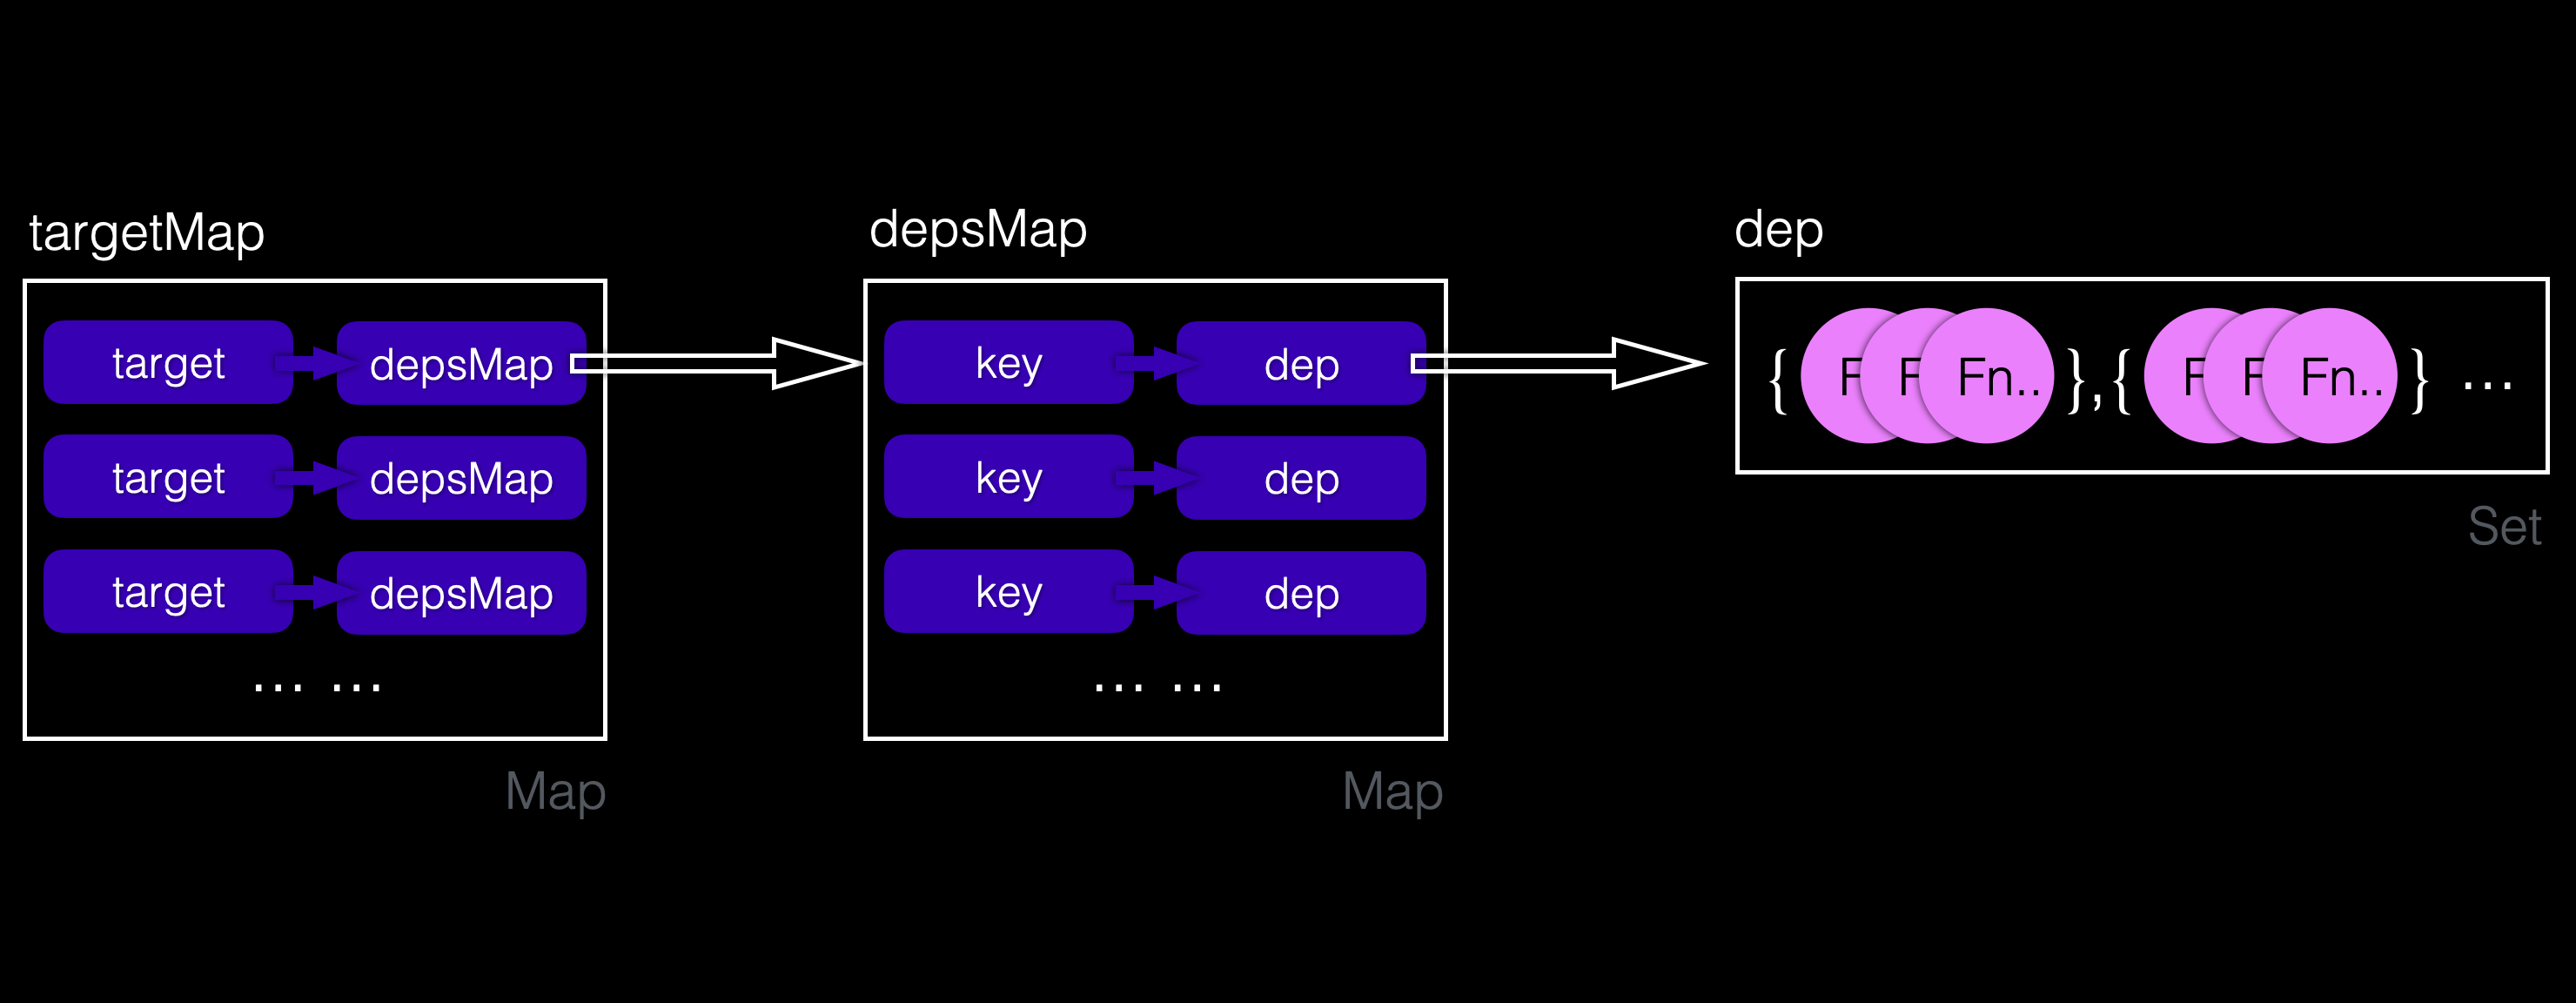 targetMap
target depsMap
target depsMap
target depsMap
... ...
Map
depsMap
key dep
key dep
key dep
... ...
Map
dep
{ F F Fn.. },{ F F Fn.. } ...
Set